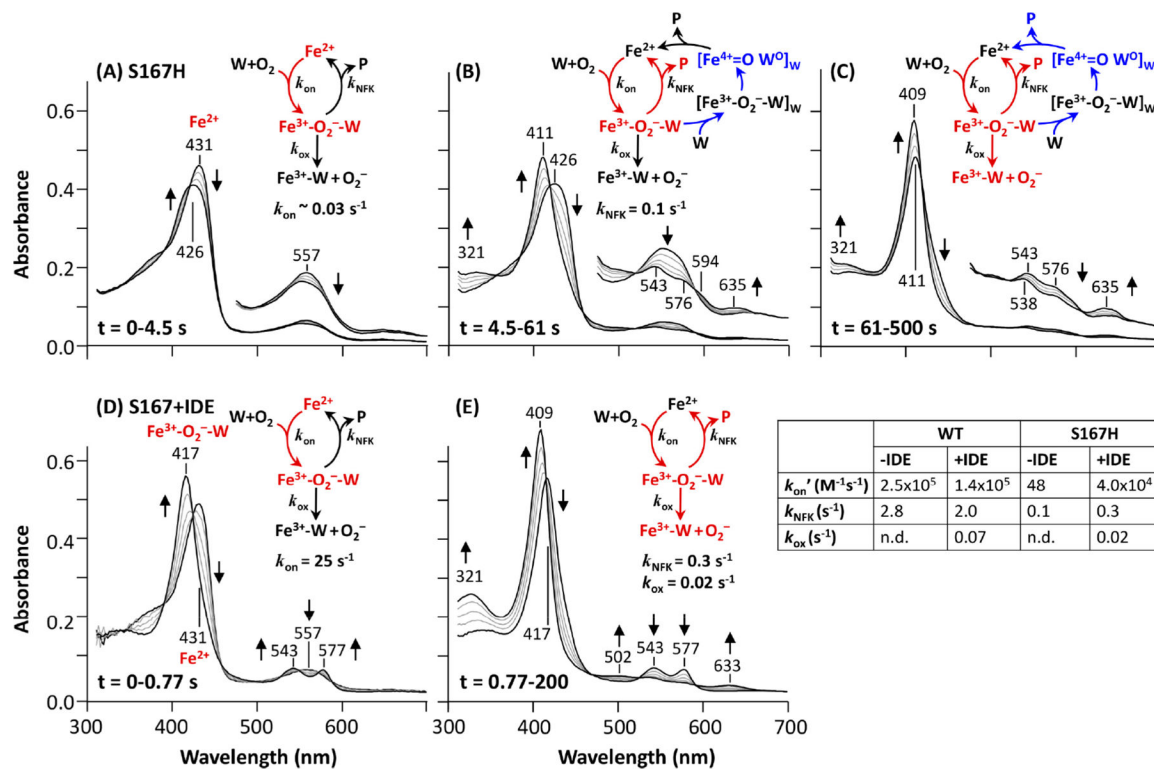 (A) S167H
Fe2+
W+O2
P
kon
kNFK
Fe3+-O2−-W
kox
Fe3+-W + O2−
kon ~ 0.03 s-1
Fe2+
431
426
557
t = 0-4.5 s
Absorbance
0.6
0.4
0.2
0.0
(B)
P
Fe2+
[Fe4+=O WO]W
W+O2
P
kon
kNFK
[Fe3+-O2−-W]W
Fe3+-O2−-W
W
kox
Fe3+-W + O2−
kNFK = 0.1 s-1
411
426
321
594
543
576
635
t = 4.5-61 s
(C)
P
Fe2+
[Fe4+=O WO]W
W+O2
P
kon
kNFK
[Fe3+-O2−-W]W
Fe3+-O2−-W
W
kox
Fe3+-W + O2−
409
321
411
543
576
538
635
t = 61-500 s
(D) S167+IDE
Fe2+
W+O2
P
kon
kNFK
Fe3+-O2−-W
kox
Fe3+-W + O2−
kon = 25 s-1
Fe3+-O2−-W
417
431
Fe2+
543
557
577
t = 0-0.77 s
Absorbance
0.6
0.4
0.2
0.0
300 400 500 600
Wavelength (nm)
(E)
Fe2+
W+O2
P
kon
kNFK
Fe3+-O2−-W
kox
Fe3+-W + O2−
kNFK = 0.3 s-1
kox = 0.02 s-1
409
321
417
502
543
577
633
t = 0.77-200
300 400 500 600 700
Wavelength (nm)
WT S167H
-IDE +IDE -IDE +IDE
kon' (M-1s-1) 2.5x10^5 1.4x10^5 48 4.0x10^4
kNFK (s-1) 2.8 2.0 0.1 0.3
kox (s-1) n.d. 0.07 n.d. 0.02